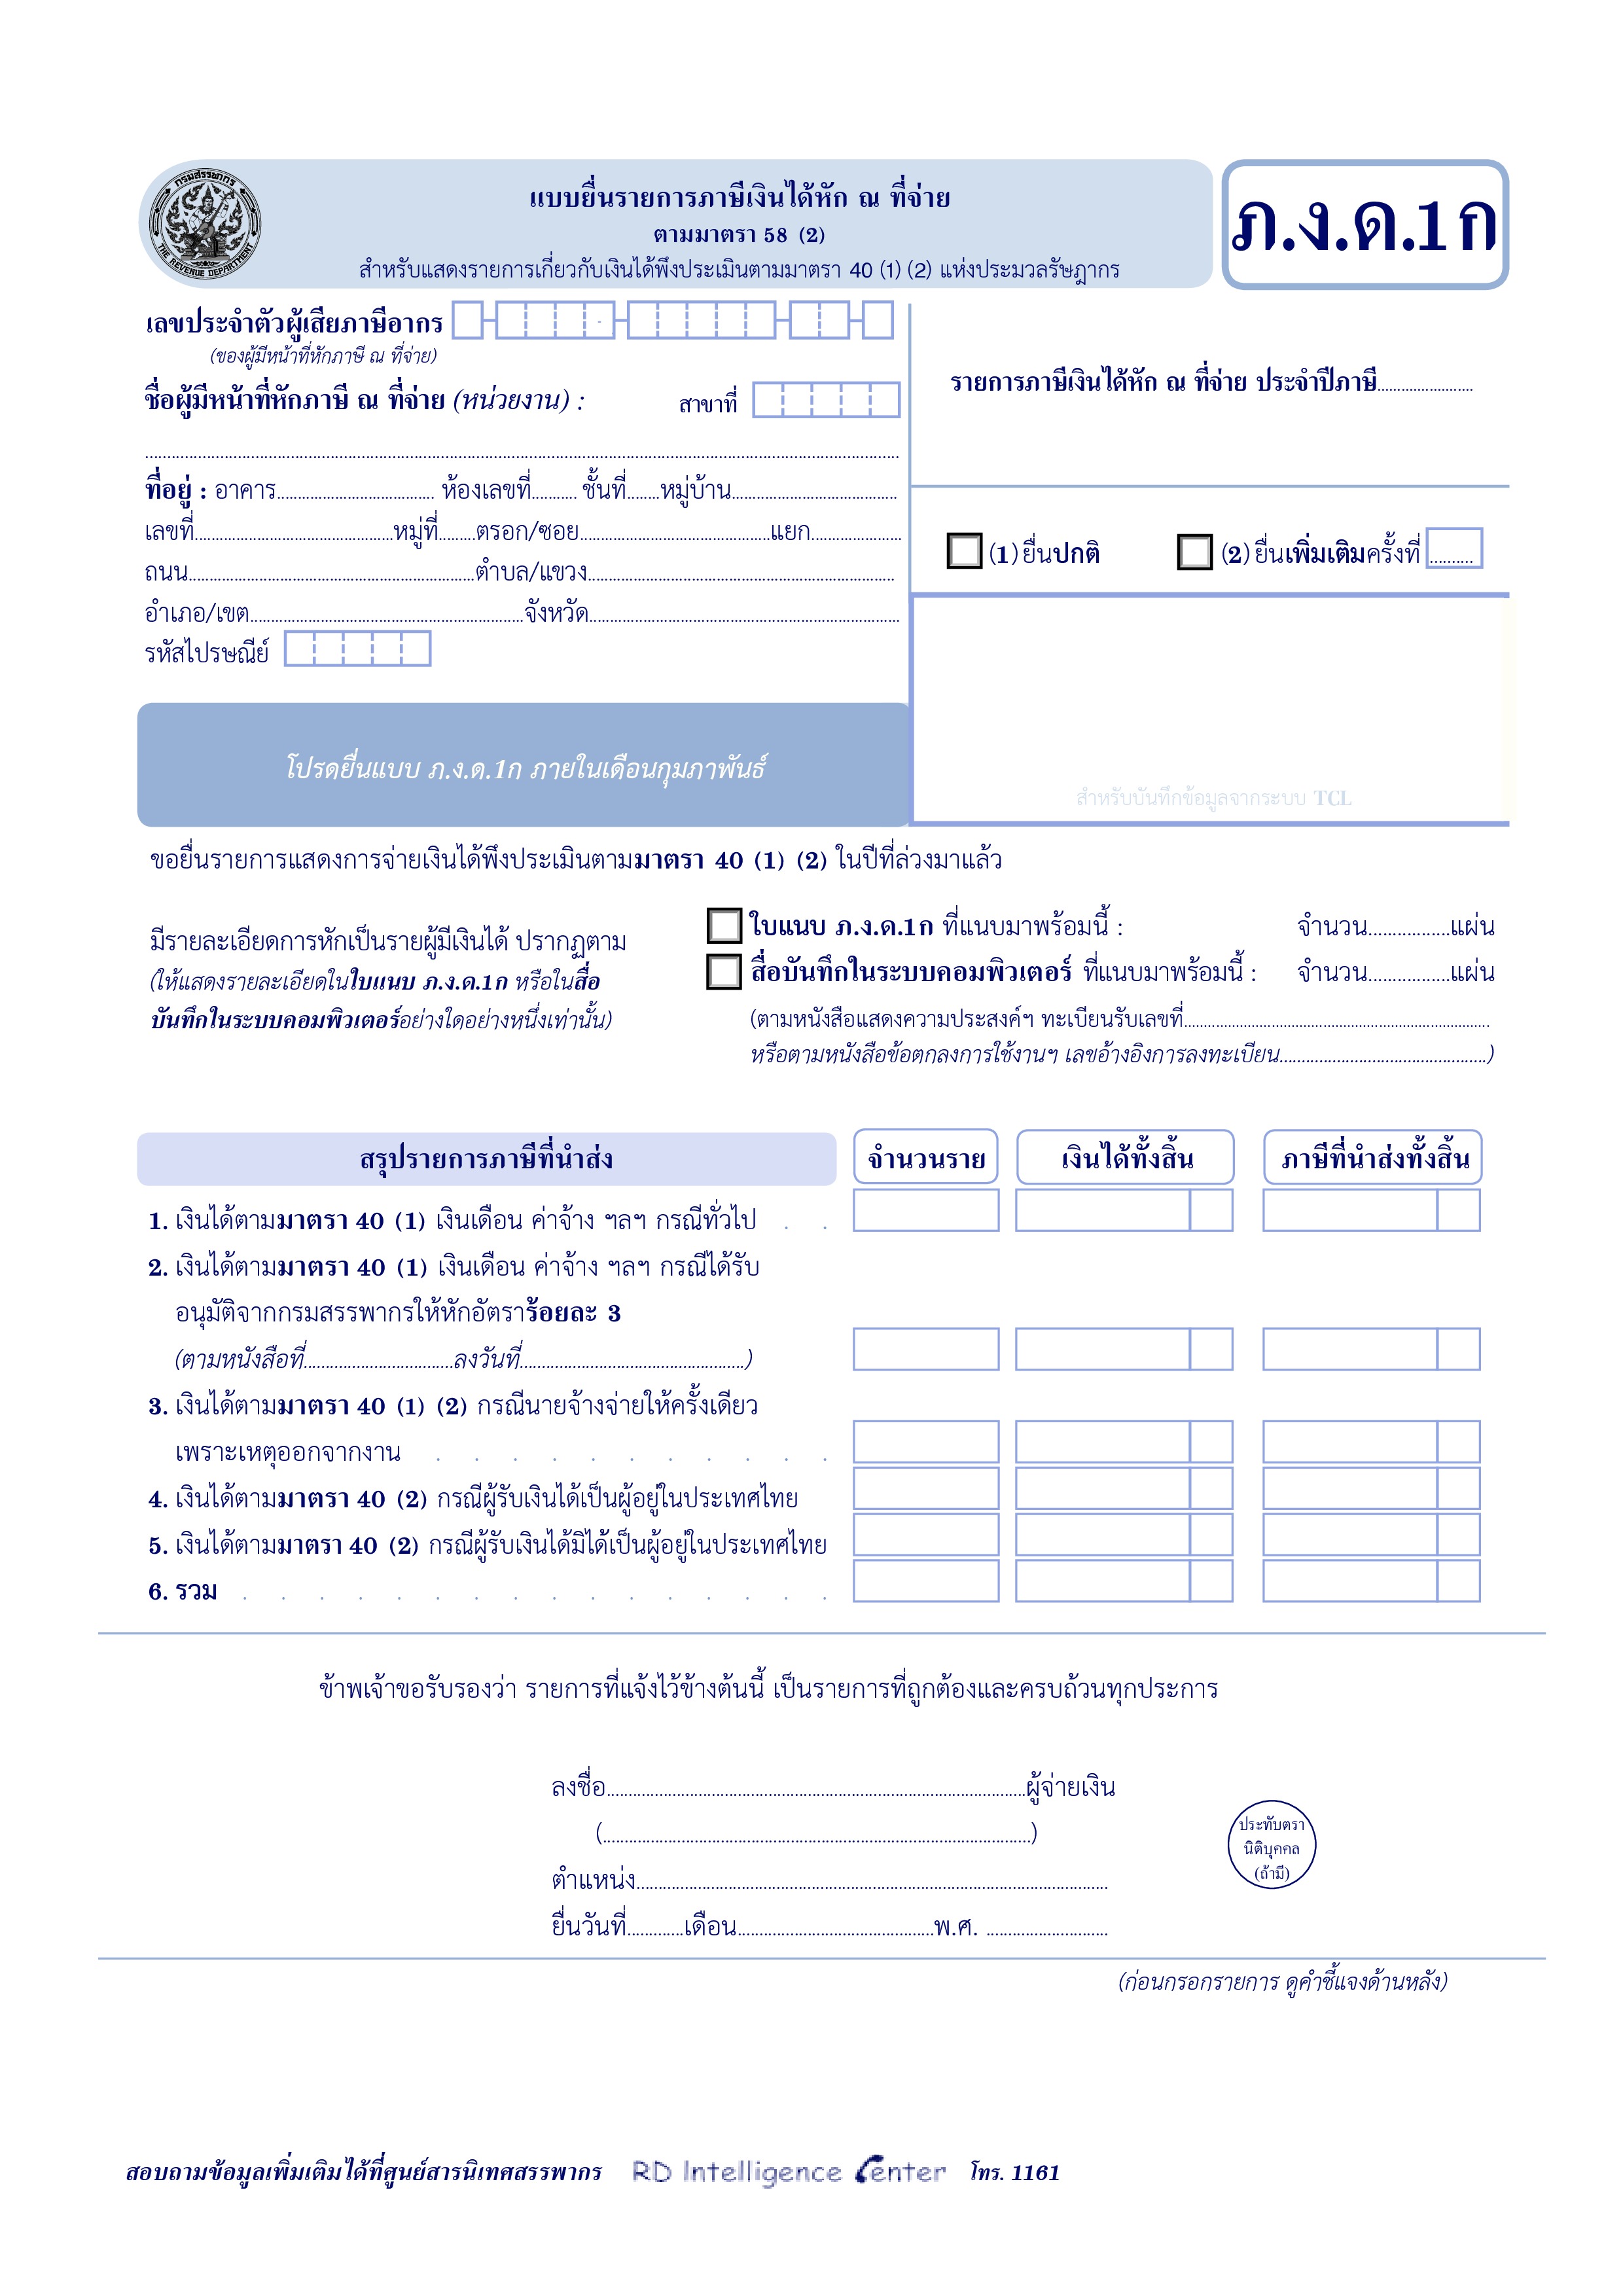 กรมสรรพากร
THE REVENUE DEPARTMENT
แบบยื่นรายการภาษีเงินได้หัก ณ ที่จ่าย
ตามมาตรา 58 (2)
สำหรับแสดงรายการเกี่ยวกับเงินได้พึงประเมินตามมาตรา 40 (1) (2) แห่งประมวลรัษฎากร
ภ.ง.ด.1ก
เลขประจำตัวผู้เสียภาษีอากร
(ของผู้มีหน้าที่หักภาษี ณ ที่จ่าย)
ชื่อผู้มีหน้าที่หักภาษี ณ ที่จ่าย (หน่วยงาน) : สาขาที่
ที่อยู่ : อาคาร.................... ห้องเลขที่.......... ชั้นที่........หมู่บ้าน....................
เลขที่....................หมู่ที่.........ตรอก/ซอย....................แยก....................
ถนน....................ตำบล/แขวง....................
อำเภอ/เขต....................จังหวัด....................
รหัสไปรษณีย์
รายการภาษีเงินได้หัก ณ ที่จ่าย ประจำปีภาษี....................
(1) ยื่นปกติ (2) ยื่นเพิ่มเติมครั้งที่..........
โปรดยื่นแบบ ภ.ง.ด.1ก ภายในเดือนกุมภาพันธ์
สำหรับบันทึกข้อมูลจากระบบ TCL
ขอยื่นรายการแสดงการจ่ายเงินได้พึงประเมินตามมาตรา 40 (1) (2) ในปีที่ล่วงมาแล้ว
มีรายละเอียดการหักเป็นรายผู้มีเงินได้ ปรากฏตาม
(ให้แสดงรายละเอียดในใบแนบ ภ.ง.ด.1ก หรือในสื่อ
บันทึกในระบบคอมพิวเตอร์อย่างใดอย่างหนึ่งเท่านั้น)
ใบแนบ ภ.ง.ด.1ก ที่แนบมาพร้อมนี้ : จำนวน................แผ่น
สื่อบันทึกในระบบคอมพิวเตอร์ ที่แนบมาพร้อมนี้ : จำนวน................แผ่น
(ตามหนังสือแสดงความประสงค์ฯ ทะเบียนรับเลขที่....................
หรือตามหนังสือข้อตกลงการใช้งานฯ เลขอ้างอิงการลงทะเบียน....................)
สรุปรายการภาษีที่นำส่ง จำนวนราย เงินได้ทั้งสิ้น ภาษีที่นำส่งทั้งสิ้น
1. เงินได้ตามมาตรา 40 (1) เงินเดือน ค่าจ้าง ฯลฯ กรณีทั่วไป . .
2. เงินได้ตามมาตรา 40 (1) เงินเดือน ค่าจ้าง ฯลฯ กรณีได้รับ
อนุมัติจากกรมสรรพากรให้หักอัตราร้อยละ 3
(ตามหนังสือที่....................ลงวันที่....................)
3. เงินได้ตามมาตรา 40 (1) (2) กรณีนายจ้างจ่ายให้ครั้งเดียว
เพราะเหตุออกจากงาน . . . . . . . . . . .
4. เงินได้ตามมาตรา 40 (2) กรณีผู้รับเงินได้เป็นผู้อยู่ในประเทศไทย
5. เงินได้ตามมาตรา 40 (2) กรณีผู้รับเงินได้มิได้เป็นผู้อยู่ในประเทศไทย
6. รวม . . . . . . . . . . . . . . . .
ข้าพเจ้าขอรับรองว่า รายการที่แจ้งไว้ข้างต้นนี้ เป็นรายการที่ถูกต้องและครบถ้วนทุกประการ
ลงชื่อ....................ผู้จ่ายเงิน
(....................)
ตำแหน่ง....................
ยื่นวันที่............เดือน....................พ.ศ. ....................
ประทับตรา
นิติบุคคล
(ถ้ามี)
(ก่อนกรอกรายการ ดูคำชี้แจงด้านหลัง)
สอบถามข้อมูลเพิ่มเติมได้ที่ศูนย์สารนิเทศสรรพากร RD Intelligence Center โทร. 1161